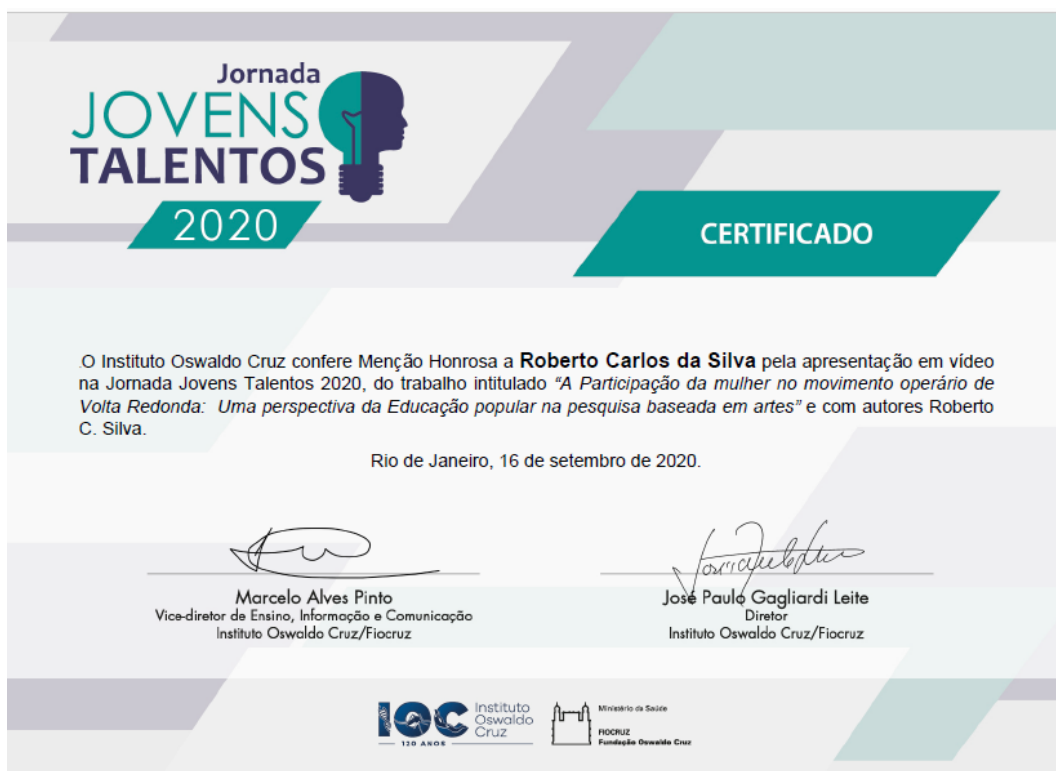 Jornada
JOVENS
TALENTOS
2020
CERTIFICADO
.O Instituto Oswaldo Cruz confere Menção Honrosa a Roberto Carlos da Silva pela apresentação em vídeo
na Jornada Jovens Talentos 2020, do trabalho intitulado “A Participação da mulher no movimento operário de
Volta Redonda: Uma perspectiva da Educação popular na pesquisa baseada em artes” e com autores Roberto
C. Silva.
Rio de Janeiro, 16 de setembro de 2020.
Marcelo Alves Pinto
Vice-diretor de Ensino, Informação e Comunicação
Instituto Oswaldo Cruz/Fiocruz
José Paulo Gagliardi Leite
Diretor
Instituto Oswaldo Cruz/Fiocruz
IOC
120 ANOS
Instituto
Oswaldo
Cruz
Ministério da Saúde
FIOCRUZ
Fundação Oswaldo Cruz